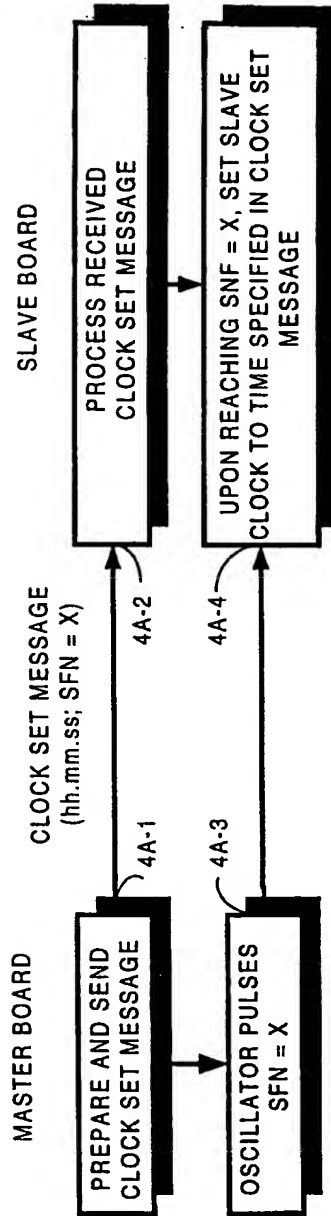 MASTER BOARD
SLAVE BOARD
CLOCK SET MESSAGE
(hh.mm.ss; SFN = X)
PREPARE AND SEND
CLOCK SET MESSAGE
4A-1
PROCESS RECEIVED
CLOCK SET MESSAGE
4A-2
OSCILLATOR PULSES
SFN = X
4A-3
UPON REACHING SNF = X, SET SLAVE
CLOCK TO TIME SPECIFIED IN CLOCK SET
MESSAGE
4A-4